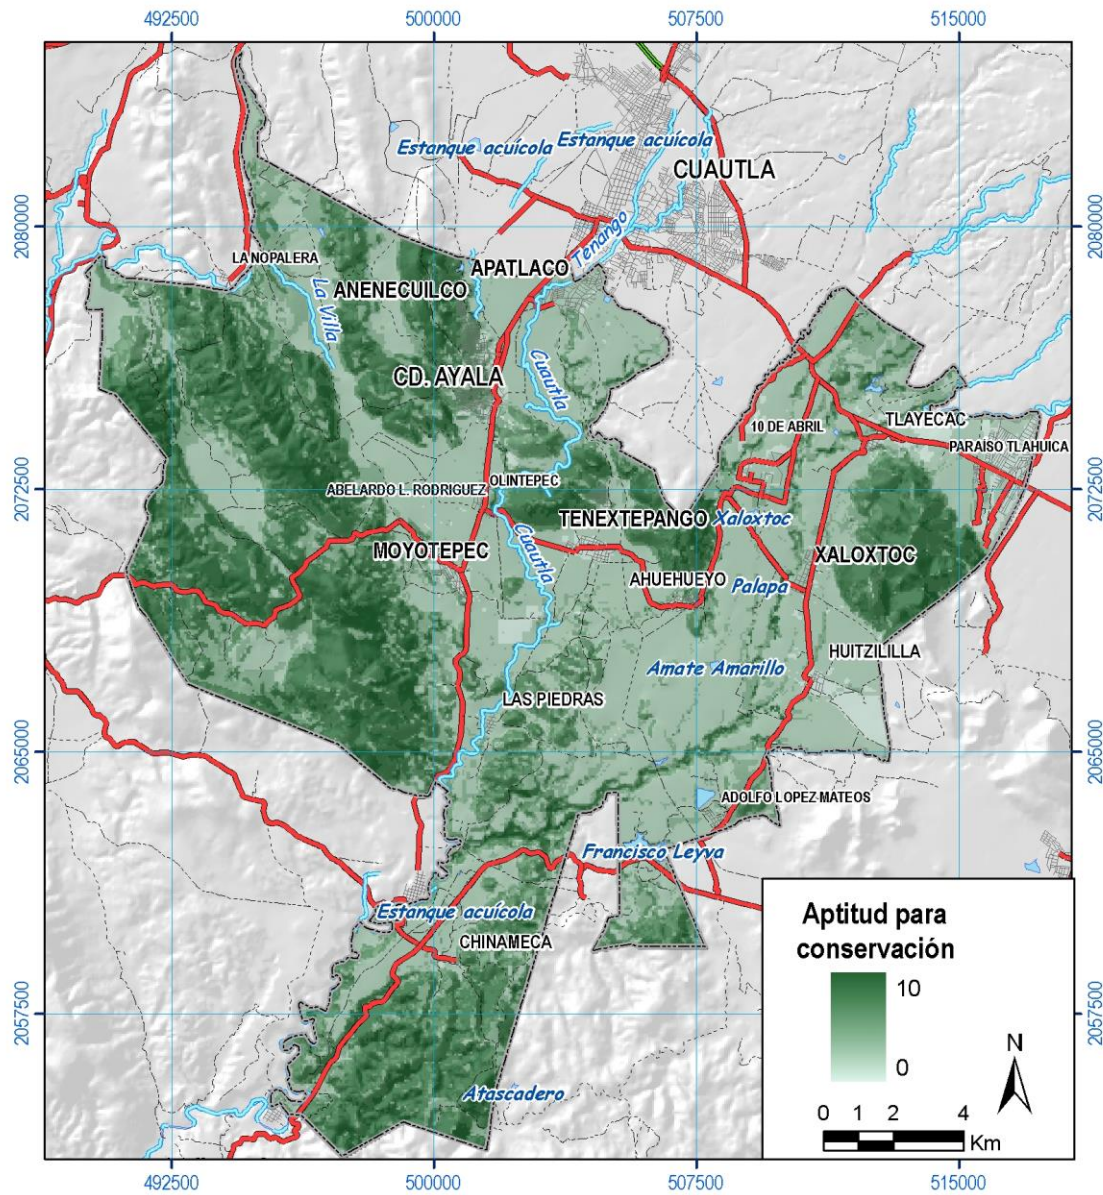 492500
500000
507500
515000
Estanque acuícola
Estanque acuícola
CUAUTLA
2080000
2080000
Tenango
LA NOPALERA
APATLACO
ANENECUILCO
La Villa
CD. AYALA
Cuautla
10 DE ABRIL
TLAYECAC
PARAÍSO TLAHUICA
2072500
2072500
OLINTEPEC
ABELARDO L. RODRIGUEZ
TENEXTEPANGO
Xaloxtoc
Cuautla
MOYOTEPEC
XALOXTOC
AHUEHUEYO
Palapa
HUITZILILLA
Amate Amarillo
LAS PIEDRAS
2065000
2065000
ADOLFO LOPEZ MATEOS
Francisco Leyva
Estanque acuícola
CHINAMECA
Aptitud para
conservación
10
0
2057500
2057500
N
Atascadero
0 1 2 4
Km
492500
500000
507500
515000